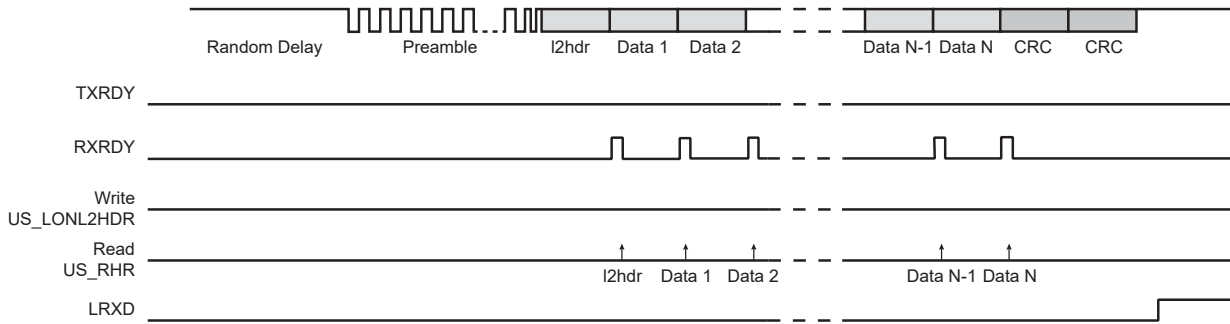 Random Delay Preamble l2hdr Data 1 Data 2 Data N-1 Data N CRC CRC
TXRDY
RXRDY
Write
US_LONL2HDR
Read
US_RHR
l2hdr Data 1 Data 2 Data N-1 Data N
LRXD